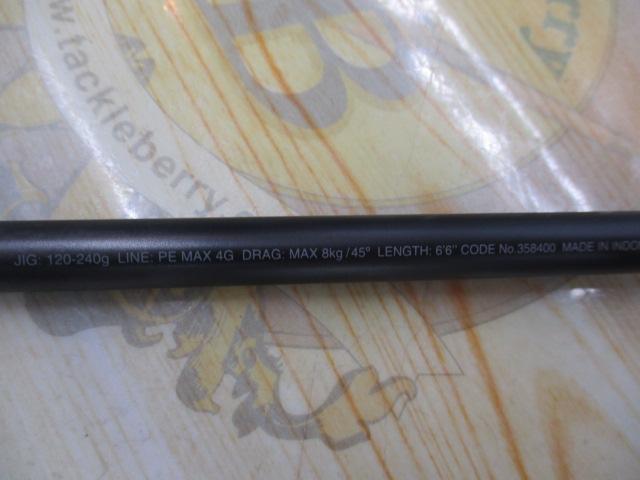 www.tackleberry.c
B
rry
JIG: 120-240g LINE: PE MAX 4G DRAG: MAX 8kg/45° LENGTH: 6'6" CODE No.358400 MADE IN INDO